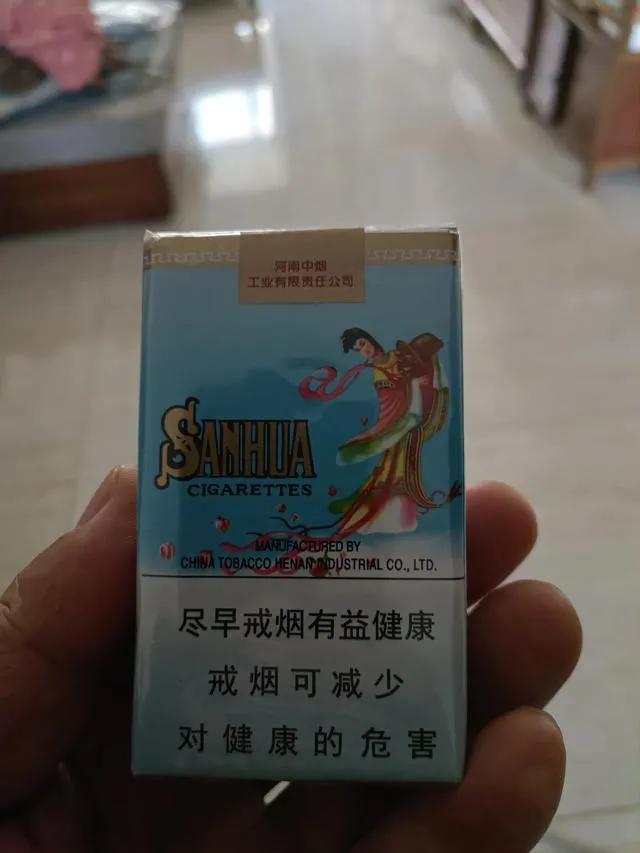 河南中烟
工业有限责任公司
SANHUA
CIGARETTES
MANUFACTURED BY
CHINA TOBACCO HENAN INDUSTRIAL CO., LTD.
尽早戒烟有益健康
戒烟可减少
对健康的危害